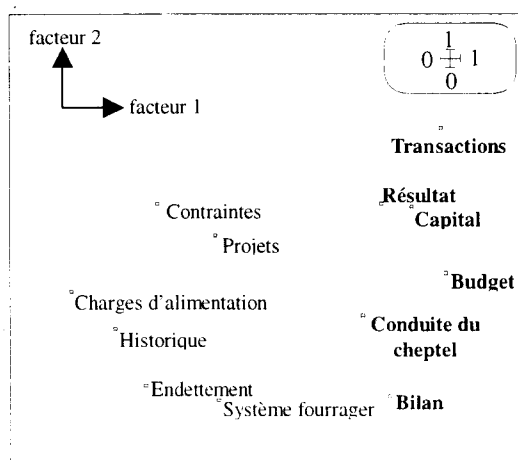 facteur 2
1
0 1
0
facteur 1
Transactions
Résultat
Contraintes
Capital
Projets
Budget
Charges d'alimentation
Conduite du
Historique
cheptel
Endettement
Système fourrager
Bilan